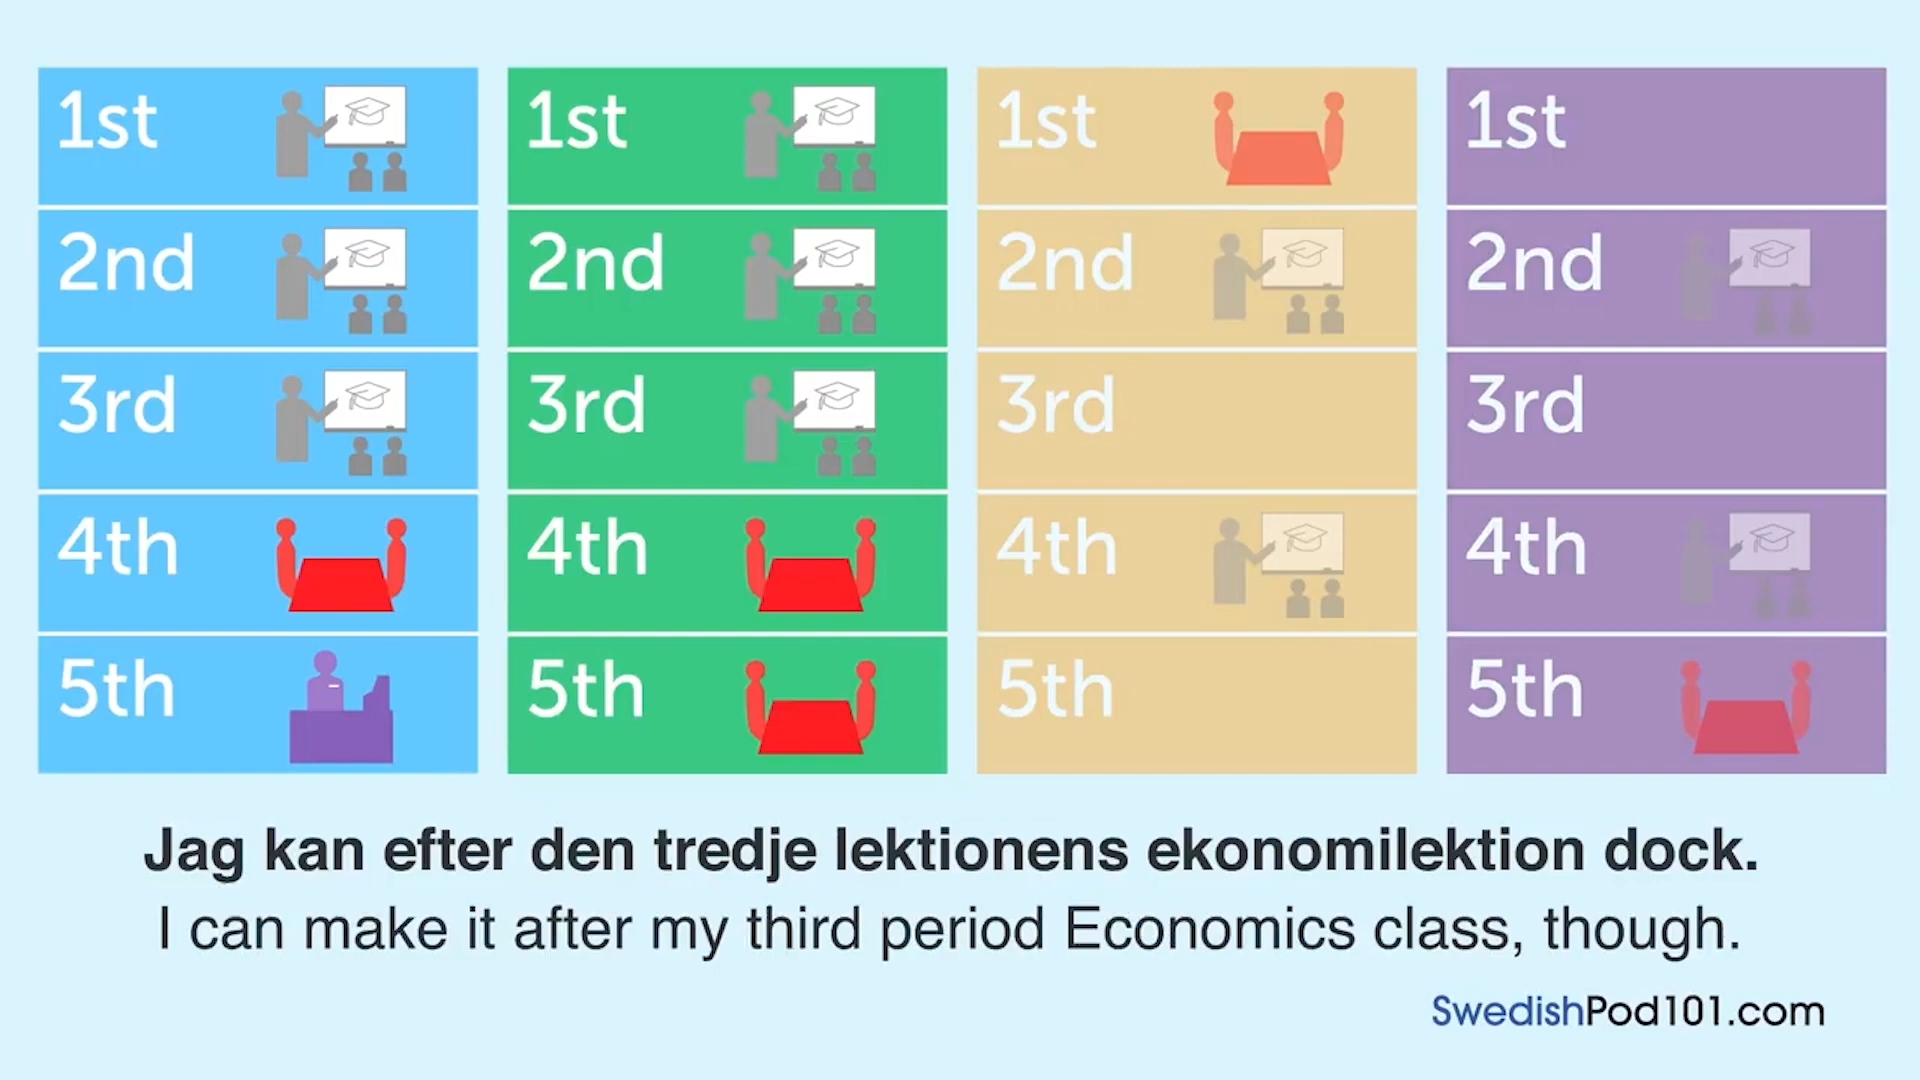 1st
2nd
3rd
4th
5th
1st
2nd
3rd
4th
5th
1st
2nd
3rd
4th
5th
1st
2nd
3rd
4th
5th
Jag kan efter den tredje lektionens ekonomilektion dock.
I can make it after my third period Economics class, though.
SwedishPod101.com